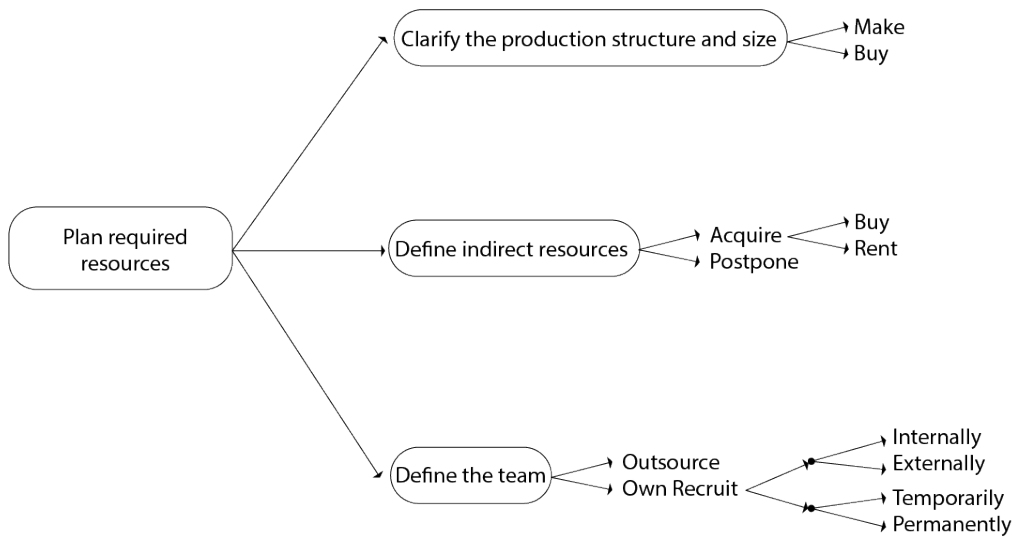 Clarify the production structure and size
Make
Buy
Plan required
resources
Define indirect resources
Acquire
Postpone
Buy
Rent
Define the team
Outsource
Own Recruit
Internally
Externally
Temporarily
Permanently